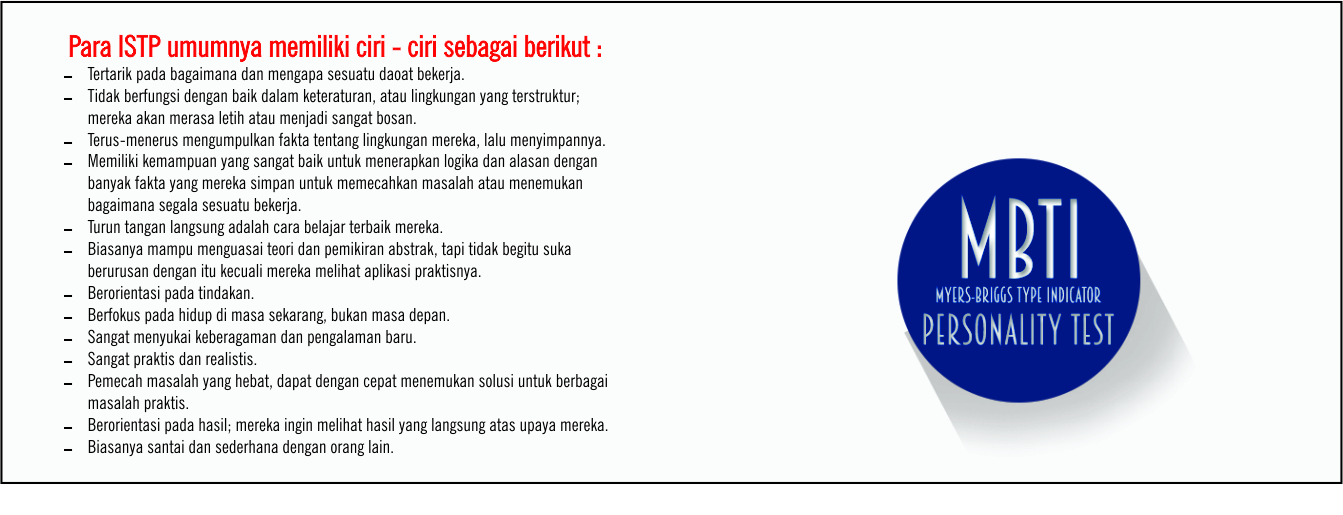 Para ISTP umumnya memiliki ciri - ciri sebagai berikut :
– Tertarik pada bagaimana dan mengapa sesuatu daoat bekerja.
– Tidak berfungsi dengan baik dalam keteraturan, atau lingkungan yang terstruktur;
mereka akan merasa letih atau menjadi sangat bosan.
– Terus-menerus mengumpulkan fakta tentang lingkungan mereka, lalu menyimpannya.
– Memiliki kemampuan yang sangat baik untuk menerapkan logika dan alasan dengan
banyak fakta yang mereka simpan untuk memecahkan masalah atau menemukan
bagaimana segala sesuatu bekerja.
– Turun tangan langsung adalah cara belajar terbaik mereka.
– Biasanya mampu menguasai teori dan pemikiran abstrak, tapi tidak begitu suka
berurusan dengan itu kecuali mereka melihat aplikasi praktisnya.
– Berorientasi pada tindakan.
– Berfokus pada hidup di masa sekarang, bukan masa depan.
– Sangat menyukai keberagaman dan pengalaman baru.
– Sangat praktis dan realistis.
– Pemecah masalah yang hebat, dapat dengan cepat menemukan solusi untuk berbagai
masalah praktis.
– Berorientasi pada hasil; mereka ingin melihat hasil yang langsung atas upaya mereka.
– Biasanya santai dan sederhana dengan orang lain.
MBTI
MYERS-BRIGGS TYPE INDICATOR
PERSONALITY TEST